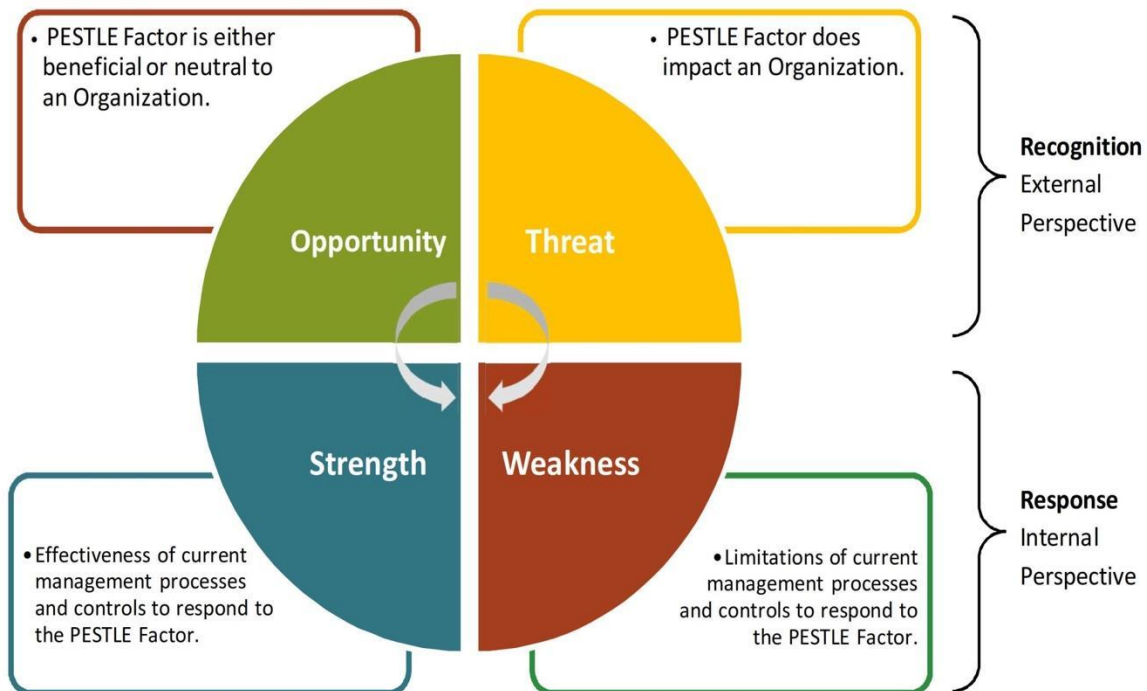 • PESTLE Factor is either
beneficial or neutral to
an Organization.
• PESTLE Factor does
impact an Organization.
Recognition
External
Perspective
Opportunity
Threat
Strength
Weakness
• Effectiveness of current
management processes
and controls to respond to
the PESTLE Factor.
• Limitations of current
management processes
and controls to respond to
the PESTLE Factor.
Response
Internal
Perspective